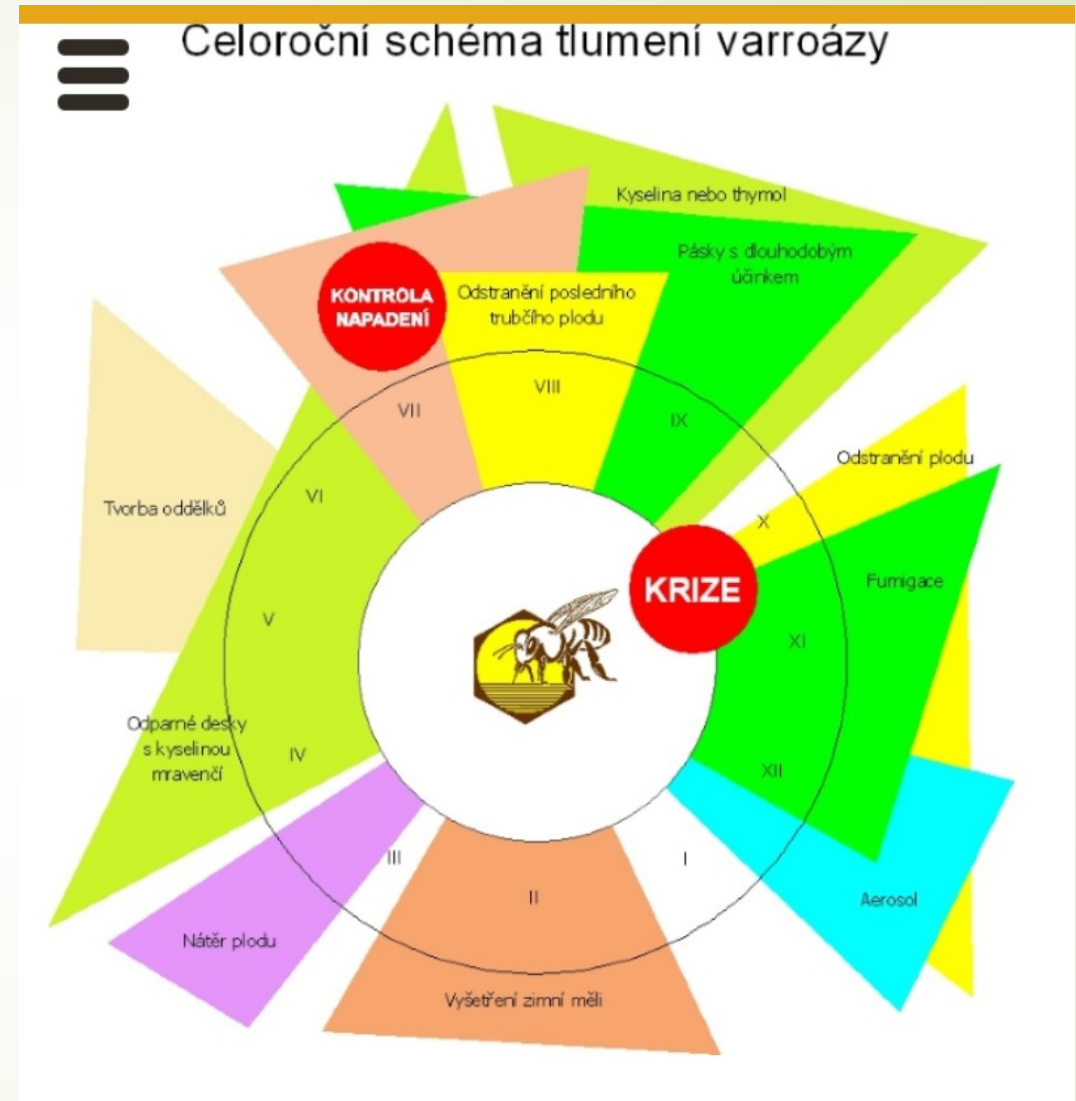 Celoroční schéma tlumení varroázy
Kyselina nebo thymol
Pásky s dlouhodobým
účinkem
KONTROLA
NAPADENÍ
Odstranění posledního
trubčího plodu
VIII
VII
IX
Odstranění plodu
VI
X
Tvorba oddělků
KRIZE
Fumigace
V
XI
Odparné desky
s kyselinou
mravenčí
IV
XII
III
I
II
Aerosol
Nátěr plodu
Vyšetření zimní měli